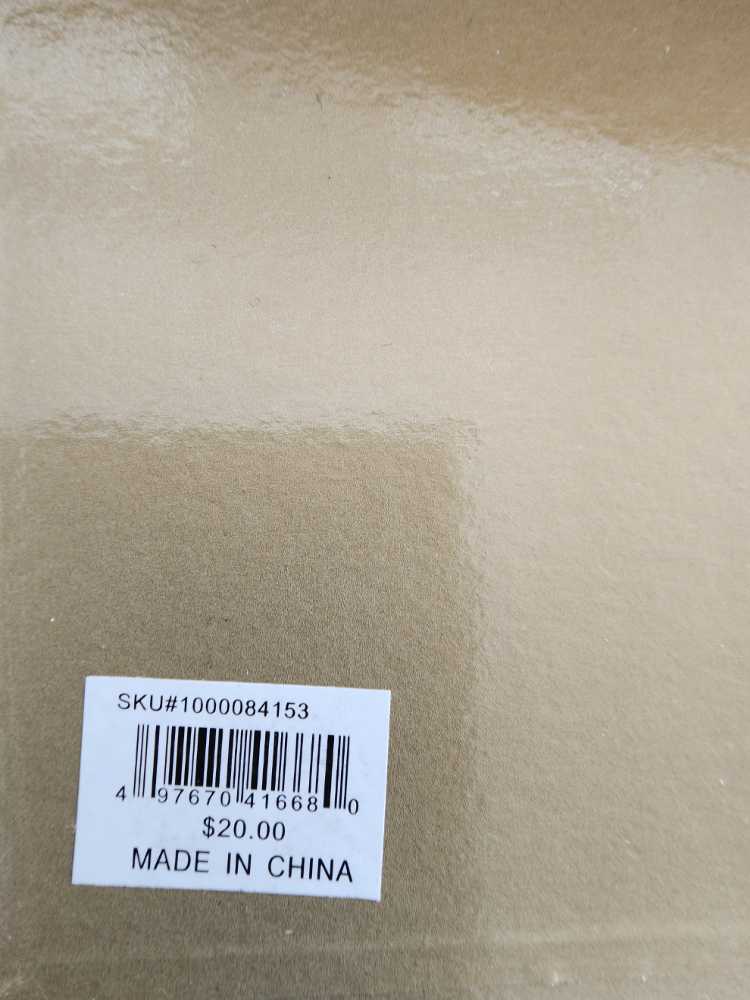 SKU#1000084153
4 97670 41668 0
$20.00
MADE IN CHINA